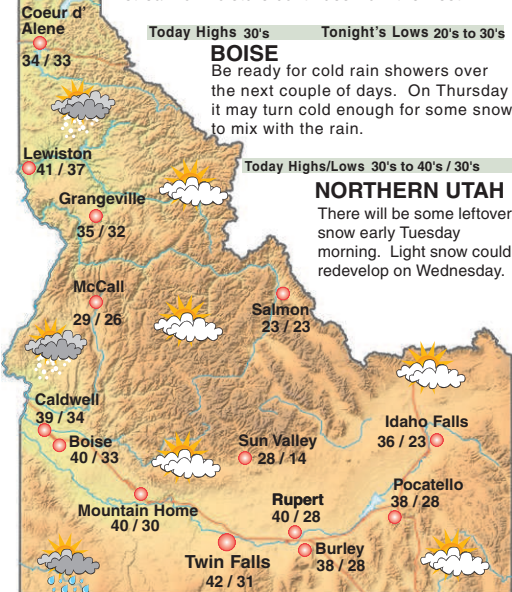 Coeur d'
Alene
34 / 33
Today Highs 30's Tonight's Lows 20's to 30's
BOISE
Be ready for cold rain showers over
the next couple of days. On Thursday
it may turn cold enough for some snow
to mix with the rain.
Today Highs/Lows 30's to 40's / 30's
NORTHERN UTAH
There will be some leftover
snow early Tuesday
morning. Light snow could
redevelop on Wednesday.
Lewiston
41 / 37
Grangeville
35 / 32
McCall
29 / 26
Salmon
23 / 23
Caldwell
39 / 34
Boise
40 / 33
Sun Valley
28 / 14
Idaho Falls
36 / 23
Mountain Home
40 / 30
Rupert
40 / 28
Pocatello
38 / 28
Burley
38 / 28
Twin Falls
42 / 31